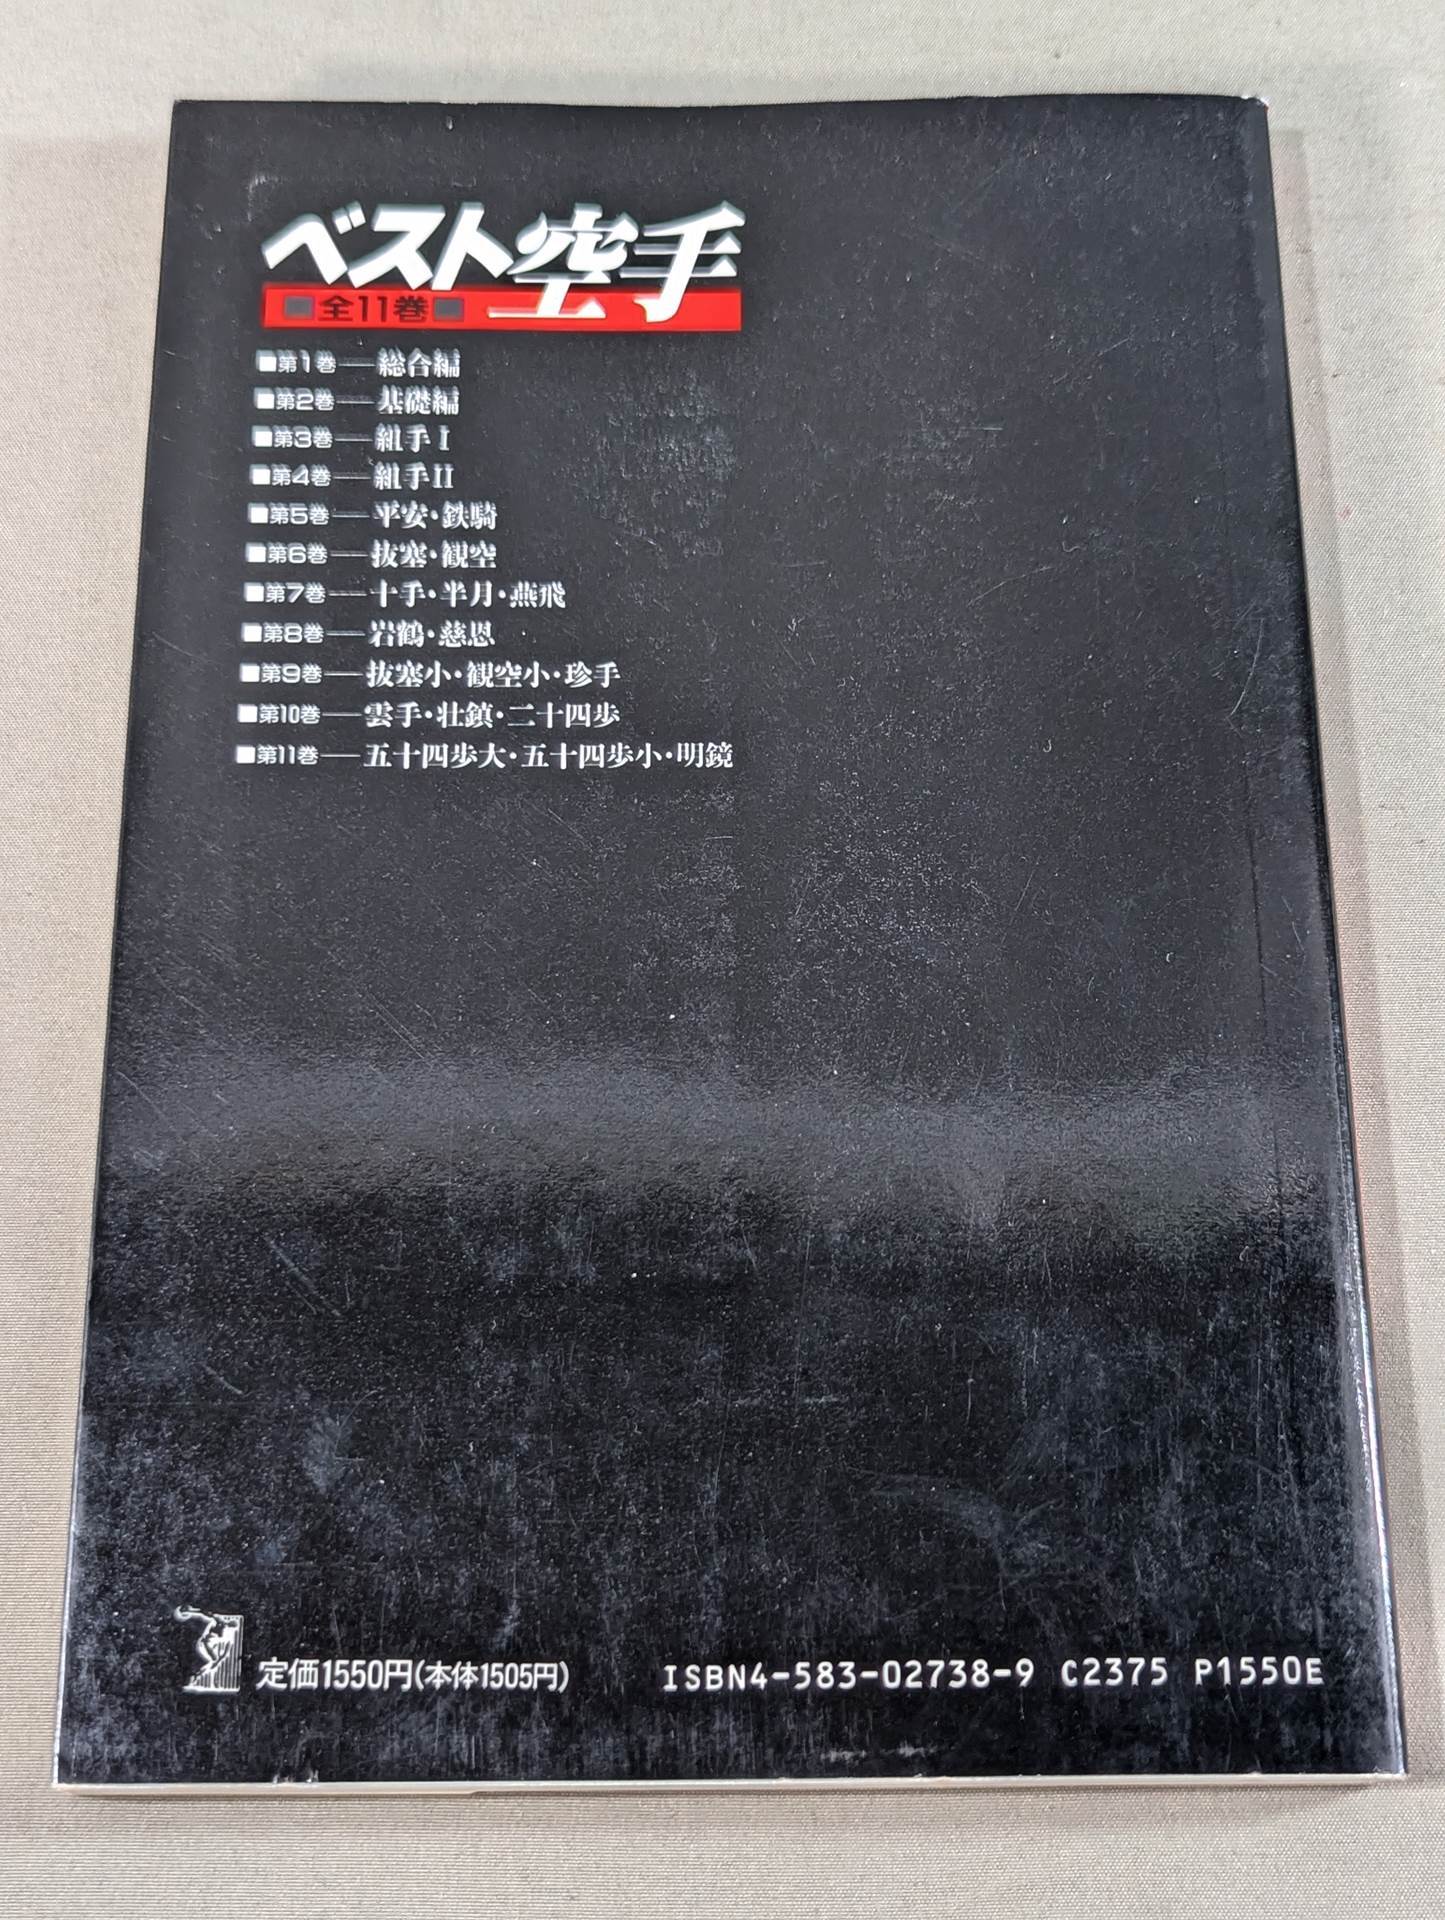 ベスト空手
■全11巻■
■第1巻──総合編
■第2巻──基礎編
■第3巻──組手I
■第4巻──組手II
■第5巻──平安・鉄騎
■第6巻──抜塞・観空
■第7巻──十手・半月・燕飛
■第8巻──岩鶴・慈恩
■第9巻──抜塞小・観空小・珍手
■第10巻──雲手・壮鎮・二十四歩
■第11巻──五十四歩大・五十四歩小・明鏡
定価1550円(本体1505円)
ISBN4-583-02738-9 C2375 P1550E